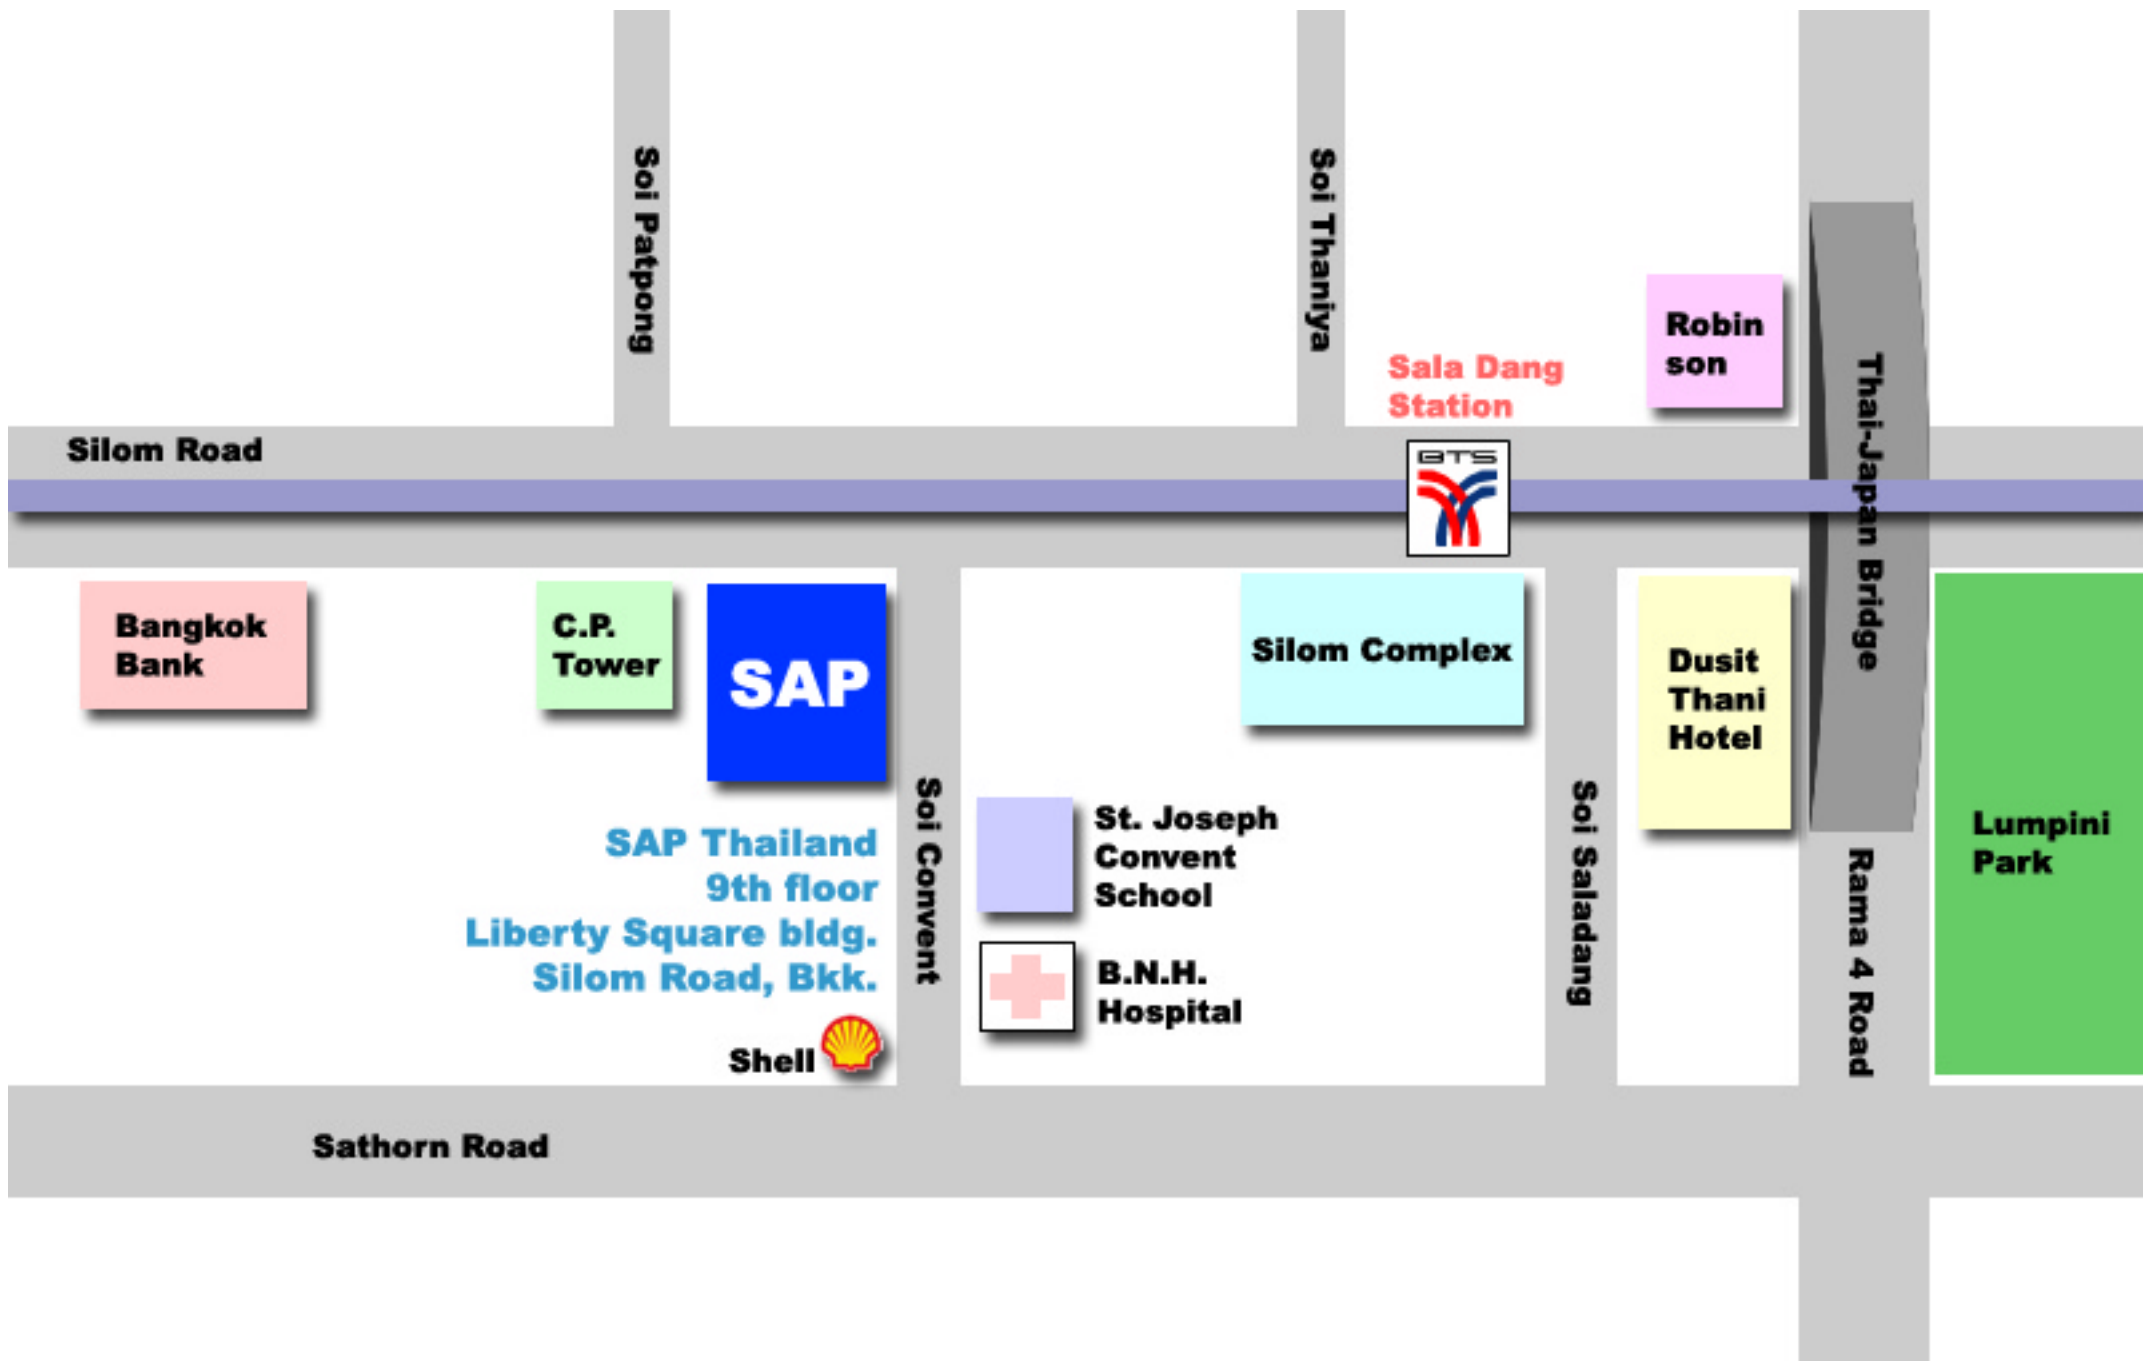 Soi Patpong
Soi Thaniya
Robin
son
Sala Dang
Station
Thai-Japan Bridge
Silom Road
BTS
Bangkok
Bank
C.P.
Tower
SAP
Silom Complex
Dusit
Thani
Hotel
Soi Convent
St. Joseph
Convent
School
Soi Saladang
Lumpini
Park
SAP Thailand
9th floor
Liberty Square bldg.
Silom Road, Bkk.
Rama 4 Road
B.N.H.
Hospital
Shell
Sathorn Road